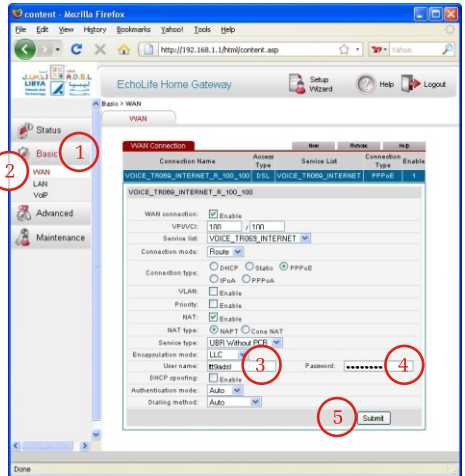 content - Mozilla Firefox
File Edit View History Bookmarks Yahoo! Tools Help
http://192.168.1.1/html/content.asp
Yahoo
LIBYA
A.D.S.L
EchoLife Home Gateway
Setup Wizard
Help
Logout
Basic > WAN
WAN
Status
Basic
1
2
WAN
LAN
VoIP
Advanced
Maintenance
WAN Connection New Remove Help
Connection Name Access Type Service List Connection Type Enable
VOICE_TR069_INTERNET_R_100_100 DSL VOICE_TR069_INTERNET PPPoE 1
VOICE_TR069_INTERNET_R_100_100
WAN connection: Enable
VPI/VCI: 100 / 100
Service list: VOICE_TR069_INTERNET
Connection mode: Route
Connection type: DHCP Static PPPoE
IPoA PPPoA
VLAN: Enable
Priority: Enable
NAT: Enable
NAT type: NAPT Cone NAT
Service type: UBR Without PCR
Encapsulation mode: LLC
User name: ltt9adsl 3 Password: •••••••• 4
DHCP spoofing: Enable
Authentication mode: Auto
Dialing method: Auto
5 Submit
Done